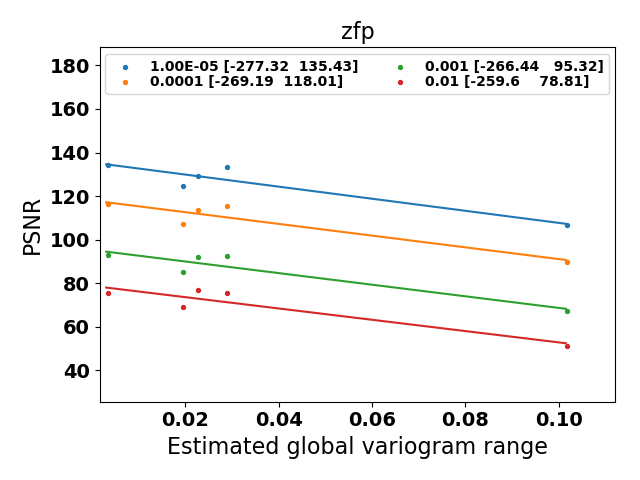 zfp
1.00E-05 [-277.32 135.43]
0.0001 [-269.19 118.01]
0.001 [-266.44 95.32]
0.01 [-259.6 78.81]
PSNR
180
160
140
120
100
80
60
40
0.02 0.04 0.06 0.08 0.10
Estimated global variogram range